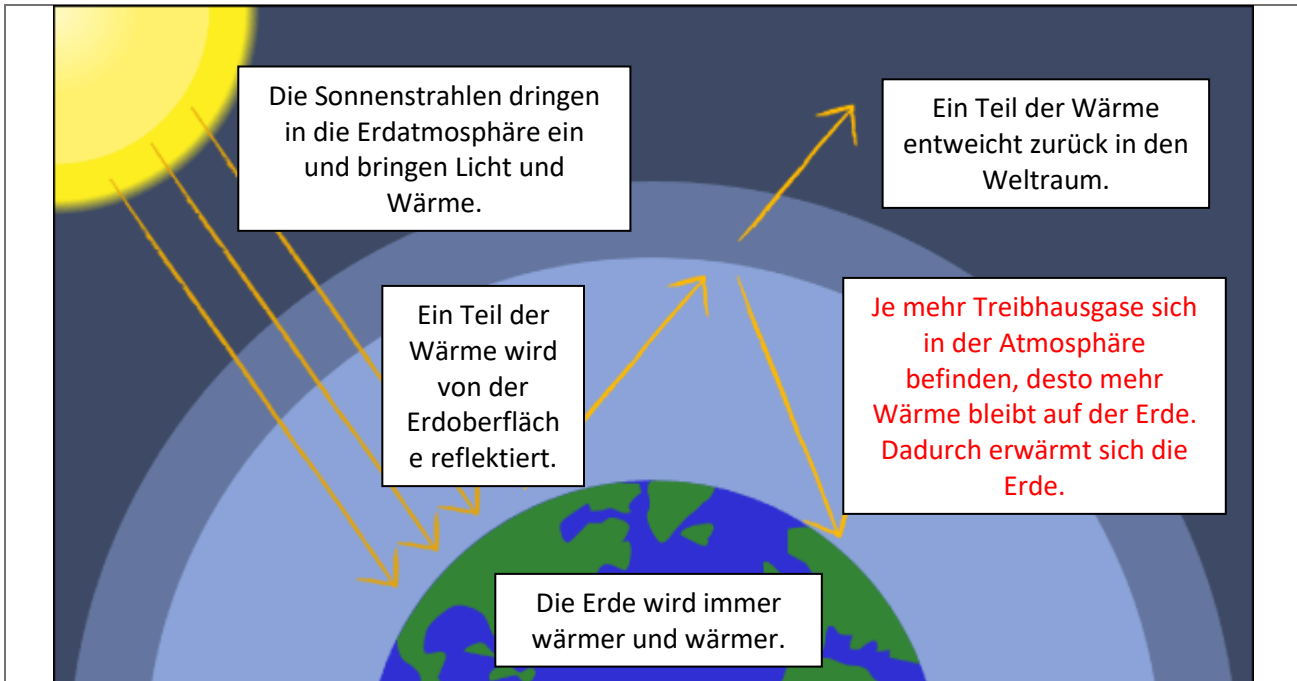 Die Sonnenstrahlen dringen
in die Erdatmosphäre ein
und bringen Licht und
Wärme.
Ein Teil der Wärme
entweicht zurück in den
Weltraum.
Ein Teil der
Wärme wird
von der
Erdoberfläch
e reflektiert.
Je mehr Treibhausgase sich
in der Atmosphäre
befinden, desto mehr
Wärme bleibt auf der Erde.
Dadurch erwärmt sich die
Erde.
Die Erde wird immer
wärmer und wärmer.